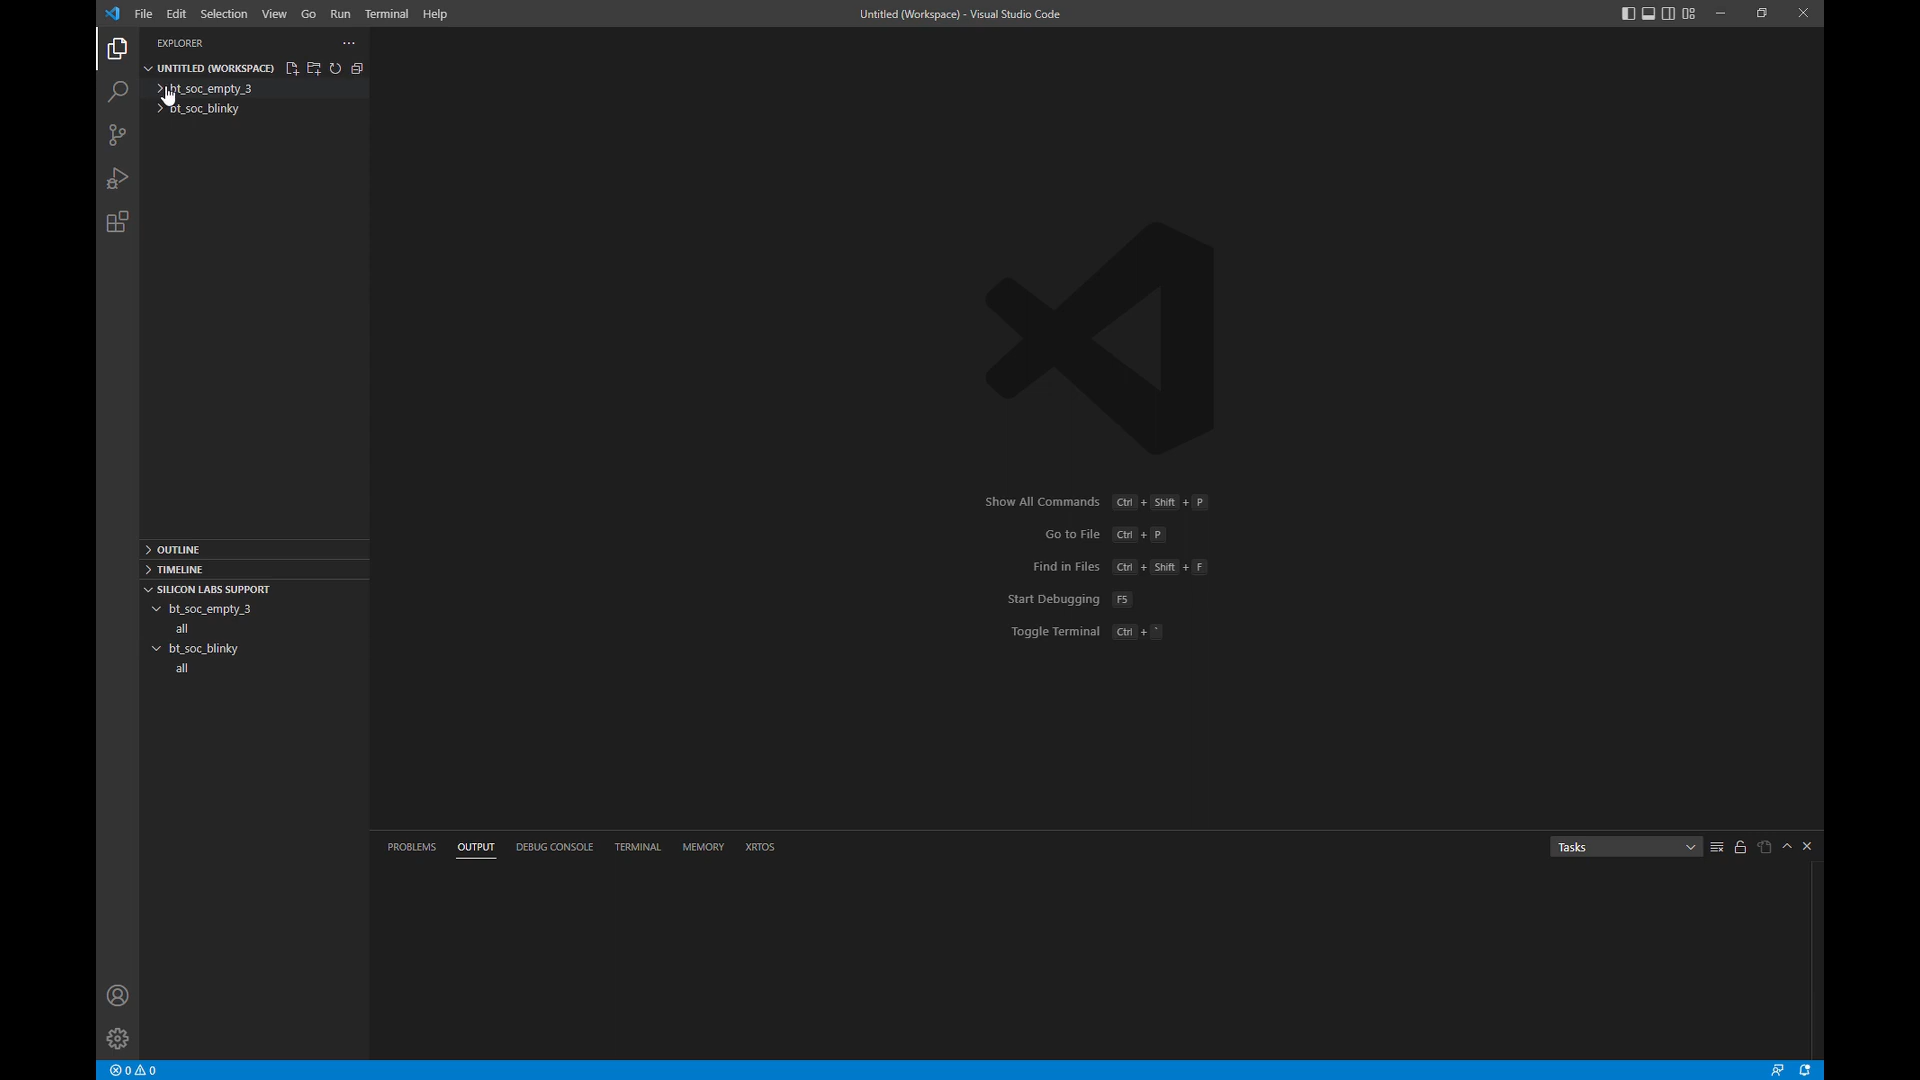 File Edit Selection View Go Run Terminal Help
Untitled (Workspace) - Visual Studio Code
EXPLORER
UNTITLED (WORKSPACE)
bt_soc_empty_3
bt_soc_blinky
Show All Commands Ctrl + Shift + P
Go to File Ctrl + P
Find in Files Ctrl + Shift + F
Start Debugging F5
Toggle Terminal Ctrl + `
OUTLINE
TIMELINE
SILICON LABS SUPPORT
bt_soc_empty_3
all
bt_soc_blinky
all
PROBLEMS OUTPUT DEBUG CONSOLE TERMINAL MEMORY XRTOS
Tasks
0 0